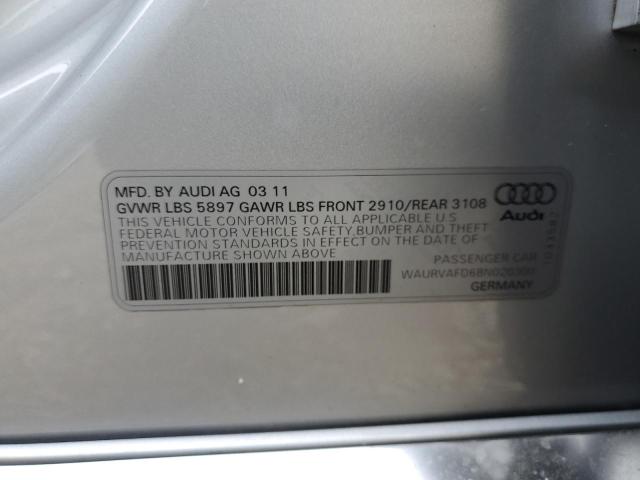 MFD. BY AUDI AG 03 11
GVWR LBS 5897 GAWR LBS FRONT 2910/REAR 3108
THIS VEHICLE CONFORMS TO ALL APPLICABLE U.S
FEDERAL MOTOR VEHICLE SAFETY, BUMPER, AND THEFT
PREVENTION STANDARDS IN EFFECT ON THE DATE OF
MANUFACTURE SHOWN ABOVE
Audi
PASSENGER CAR
GERMANY